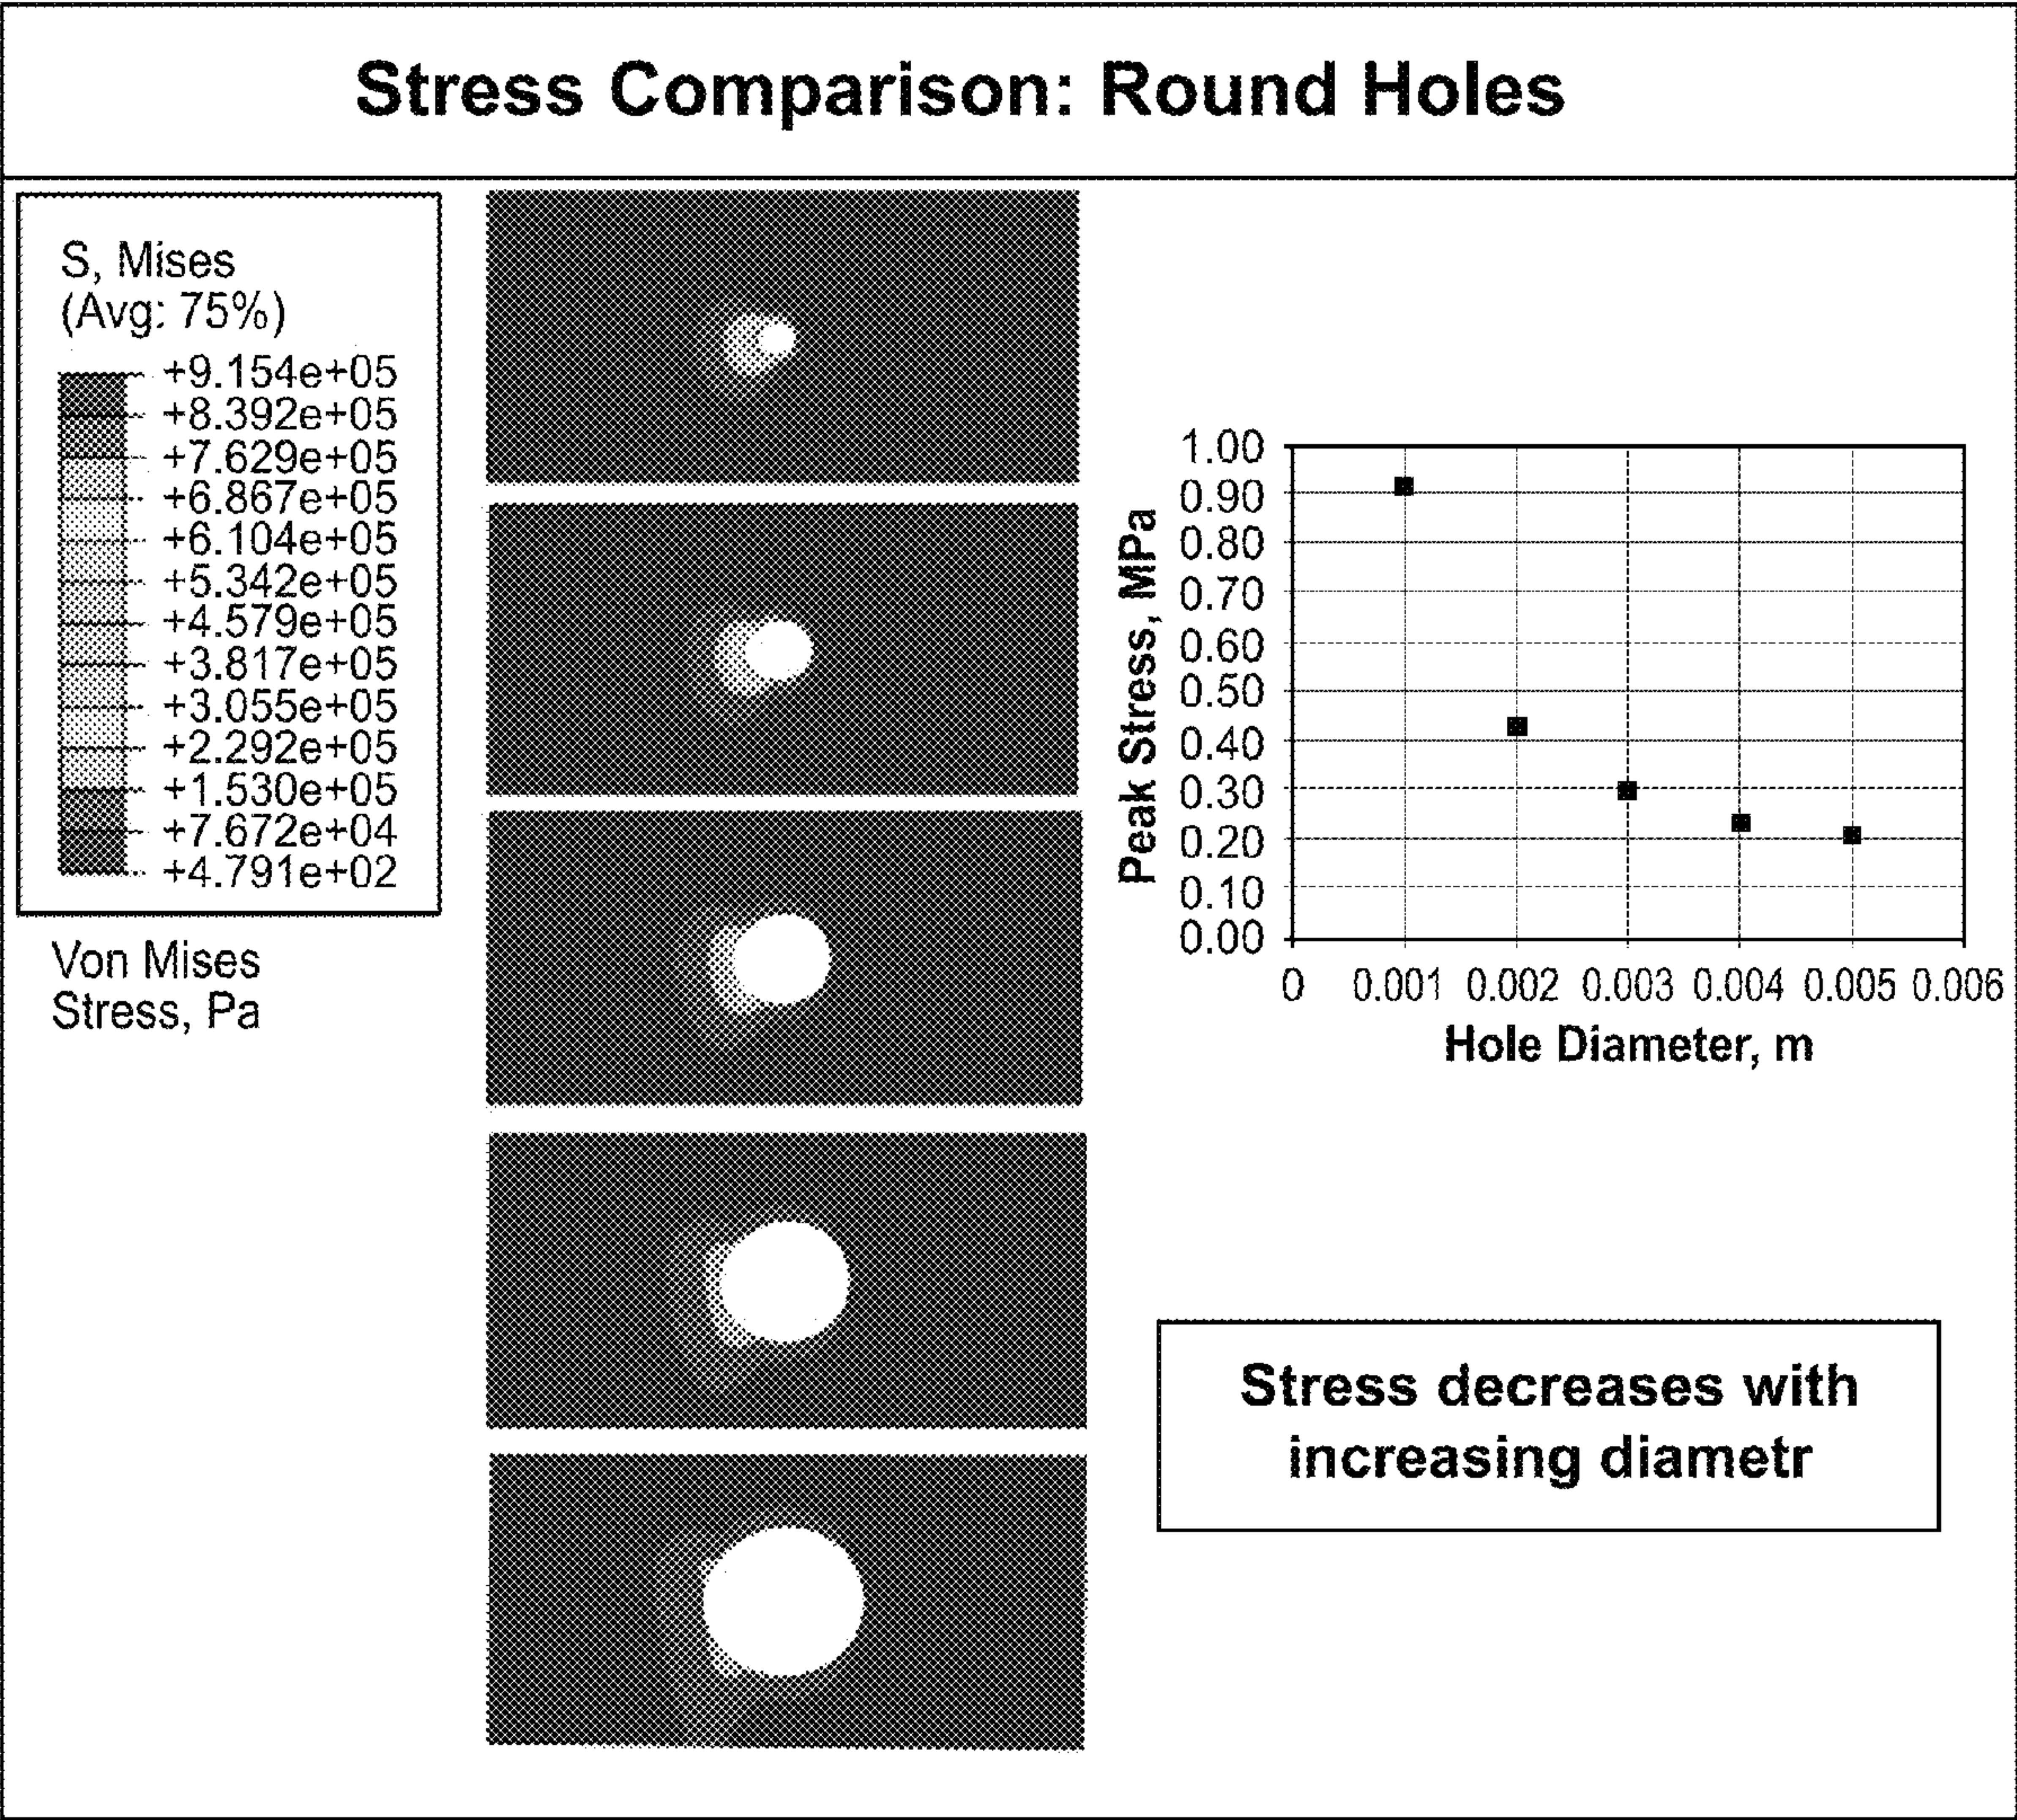 Stress Comparison: Round Holes
S, Mises
(Avg: 75%)
+9.154e+05
+8.392e+05
+7.629e+05
+6.867e+05
+6.104e+05
+5.342e+05
+4.579e+05
+3.817e+05
+3.055e+05
+2.292e+05
+1.530e+05
+7.672e+04
+4.791e+02
Von Mises
Stress, Pa
Peak Stress, MPa
1.00
0.90
0.80
0.70
0.60
0.50
0.40
0.30
0.20
0.10
0.00
0 0.001 0.002 0.003 0.004 0.005 0.006
Hole Diameter, m
Stress decreases with
increasing diametr